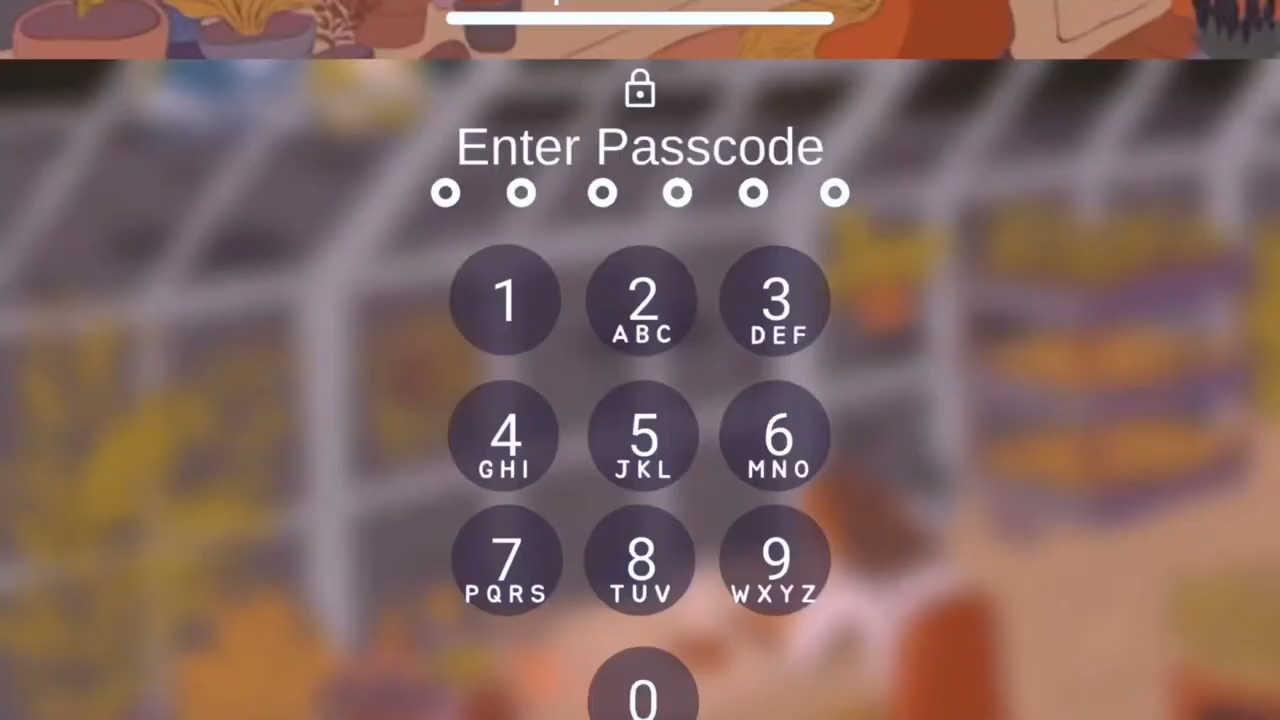 Enter Passcode
1 2 3
ABC DEF
4 5 6
GHI JKL MNO
7 8 9
PQRS TUV WXYZ
0